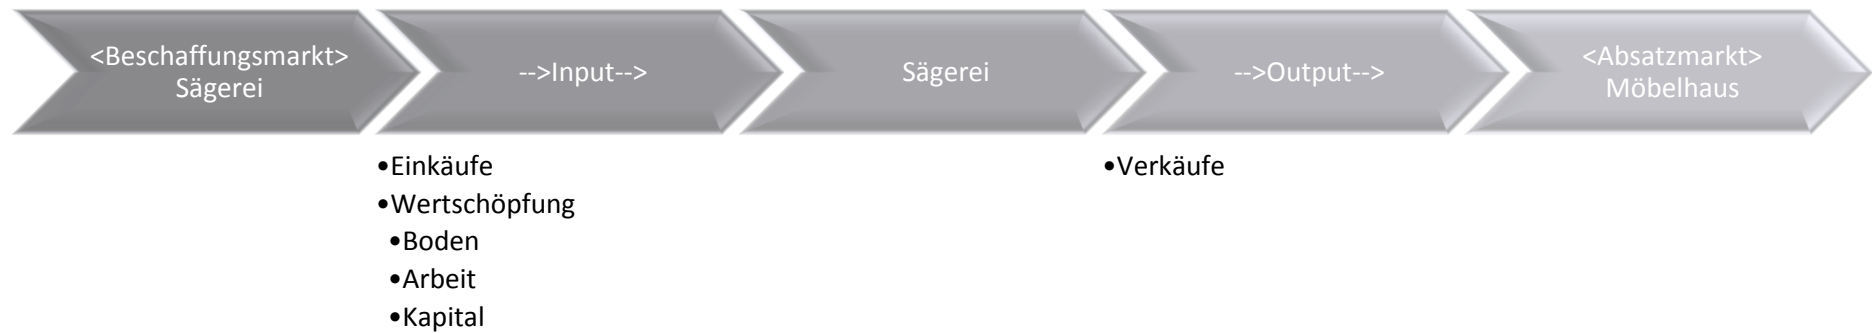 <Beschaffungsmarkt>
Sägerei
-->Input-->
Sägerei
-->Output-->
<Absatzmarkt>
Möbelhaus
•Einkäufe
•Wertschöpfung
•Boden
•Arbeit
•Kapital
•Verkäufe